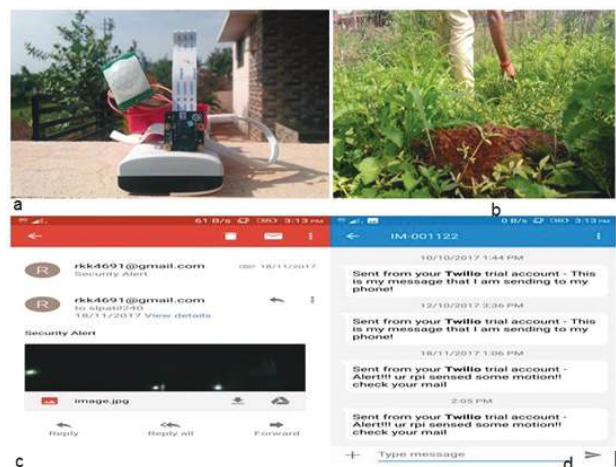 a
b
61 B/s 3:13 PM
rkk4691@gmail.com
18/11/2017
Security Alert
R
rkk4691@gmail.com
to slpatil240
18/11/2017 View details
R
Security Alert
image.jpg
Reply
Reply all
Forward
c
0 B/s 3:13 PM
IM-001122
10/10/2017 1:44 PM
Sent from your Twilio trial account - This
is my message that I am sending to my
phone!
12/10/2017 3:36 PM
Sent from your Twilio trial account - This
is my message that I am sending to my
phone!
18/11/2017 1:06 PM
Sent from your Twilio trial account -
Alert!!! ur rpi sensed some motion!!
check your mail
2:05 PM
Sent from your Twilio trial account -
Alert!!! ur rpi sensed some motion!!
check your mail
Type message
d